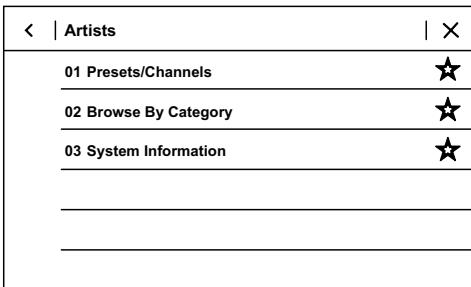 Artists
01 Presets/Channels
02 Browse By Category
03 System Information